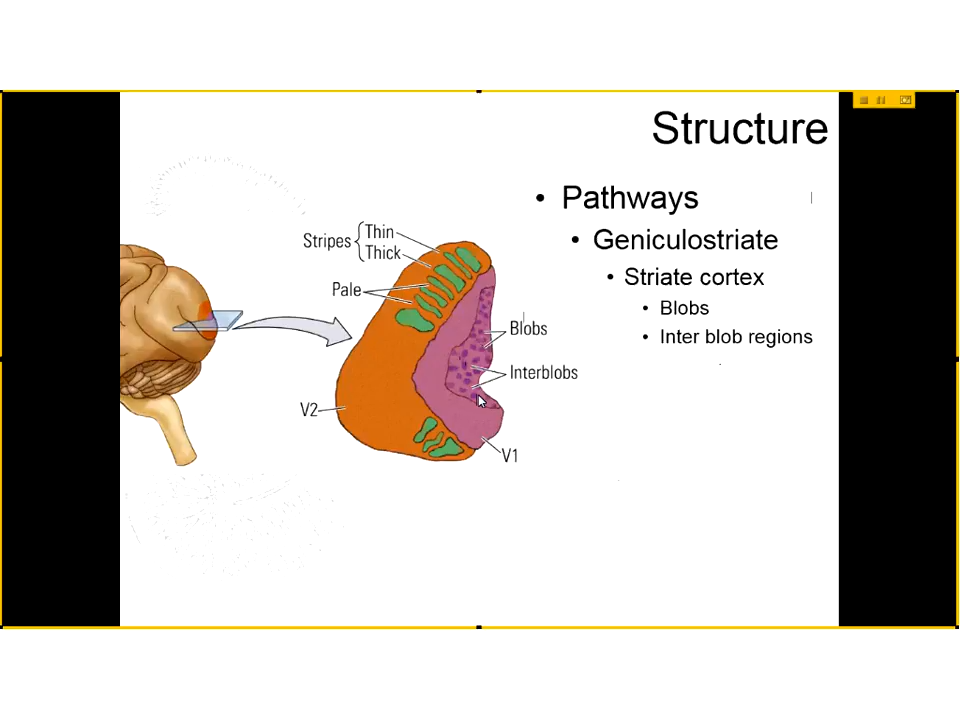 Structure
• Pathways
• Geniculostriate
• Striate cortex
• Blobs
• Inter blob regions
Stripes
Thin
Thick
Pale
Blobs
Interblobs
V2
V1